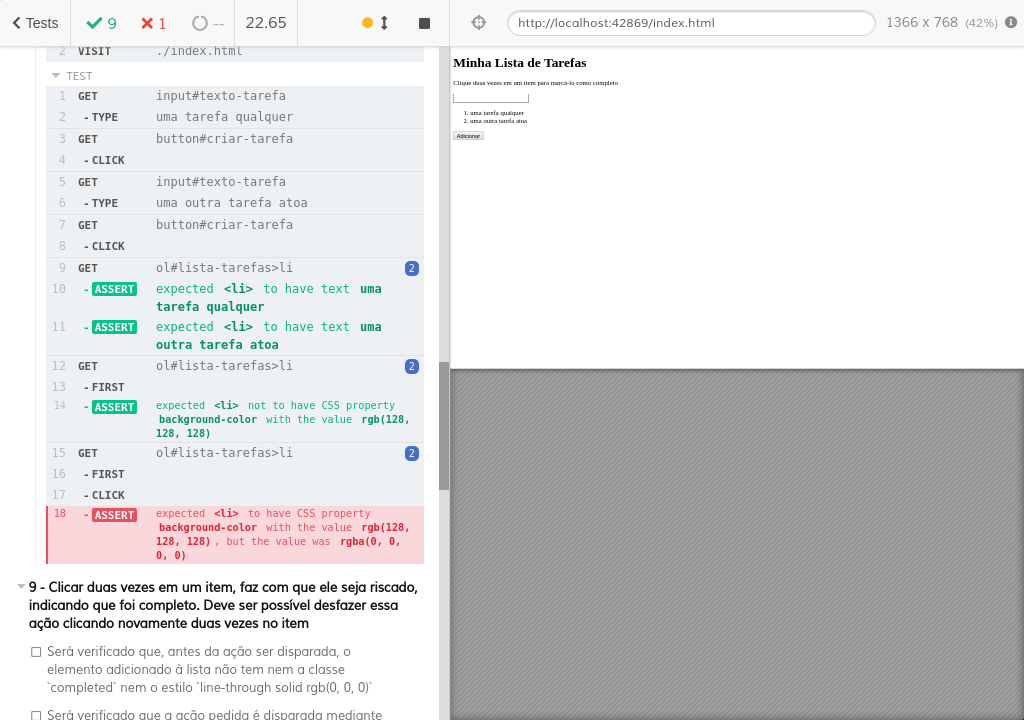 Tests 9 1 -- 22.65 http://localhost:42869/index.html 1366 x 768 (42%)
2 VISIT ./index.html
TEST
1 GET input#texto-tarefa
2 -TYPE uma tarefa qualquer
3 GET button#criar-tarefa
4 -CLICK
5 GET input#texto-tarefa
6 -TYPE uma outra tarefa atoa
7 GET button#criar-tarefa
8 -CLICK
9 GET ol#lista-tarefas>li 2
10 -ASSERT expected <li> to have text uma
tarefa qualquer
11 -ASSERT expected <li> to have text uma
outra tarefa atoa
12 GET ol#lista-tarefas>li 2
13 -FIRST
14 -ASSERT expected <li> not to have CSS property
background-color with the value rgb(128,
128, 128)
15 GET ol#lista-tarefas>li 2
16 -FIRST
17 -CLICK
18 -ASSERT expected <li> to have CSS property
background-color with the value rgb(128,
128, 128) , but the value was rgba(0, 0,
0, 0)
9 - Clicar duas vezes em um item, faz com que ele seja riscado,
indicando que foi completo. Deve ser possível desfazer essa
ação clicando novamente duas vezes no item
Será verificado que, antes da ação ser disparada, o
elemento adicionado à lista não tem nem a classe
`completed` nem o estilo `line-through solid rgb(0, 0, 0)`
Será verificado que a ação pedida é disparada mediante
Minha Lista de Tarefas
Clique duas vezes em um item para marcá-lo como completo
1. uma tarefa qualquer
2. uma outra tarefa atoa
Adicionar